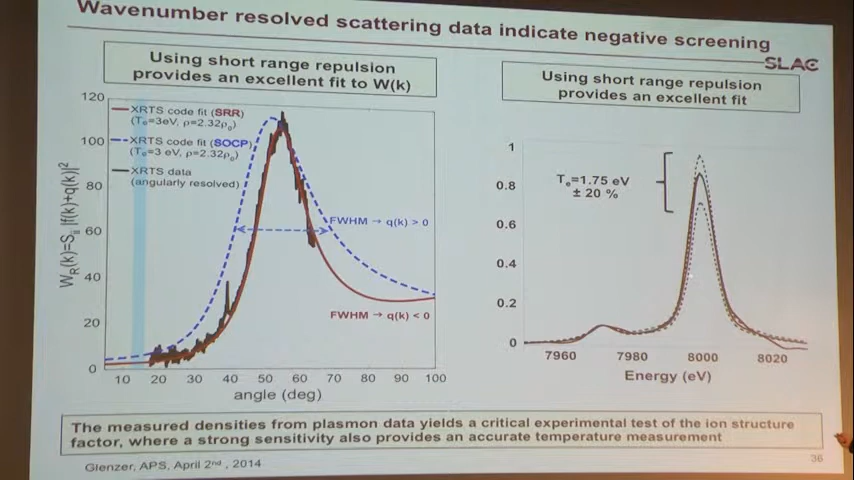 Wavenumber resolved scattering data indicate negative screening
SLAC
Using short range repulsion
provides an excellent fit to W(k)
120
100
80
60
40
20
0
W_R(k)=S_ii |f(k)+q(k)|²
XRTS code fit (SRR)
(Tₑ=3eV, ρ=2.32ρ₀)
XRTS code fit (SOCP)
(Tₑ=3 eV, ρ=2.32ρ₀)
XRTS data
(angularly resolved)
FWHM → q(k) > 0
FWHM → q(k) < 0
10 20 30 40 50 60 70 80 90 100
angle (deg)
Using short range repulsion
provides an excellent fit
1
0.8
0.6
0.4
0.2
0
Tₑ=1.75 eV
± 20 %
7960 7980 8000 8020
Energy (eV)
The measured densities from plasmon data yields a critical experimental test of the ion structure
factor, where a strong sensitivity also provides an accurate temperature measurement
Glenzer, APS, April 2ⁿᵈ , 2014
36